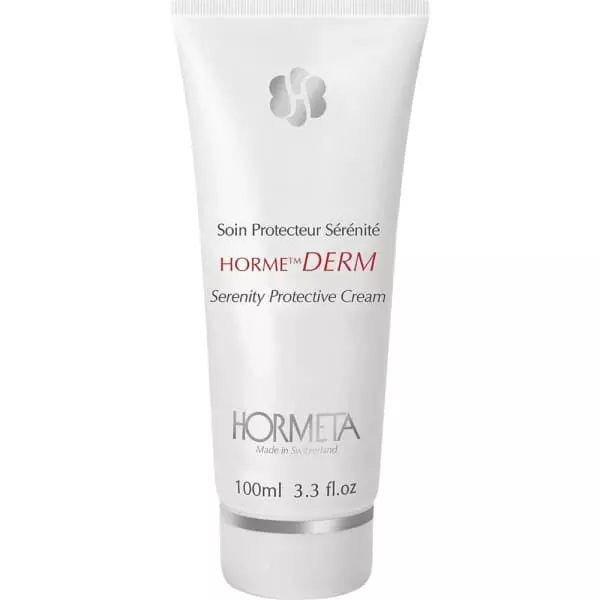 H
Soin Protecteur Sérénité
HORME™DERM
Serenity Protective Cream
HORMETA
Made in Switzerland
100ml 3.3 fl.oz